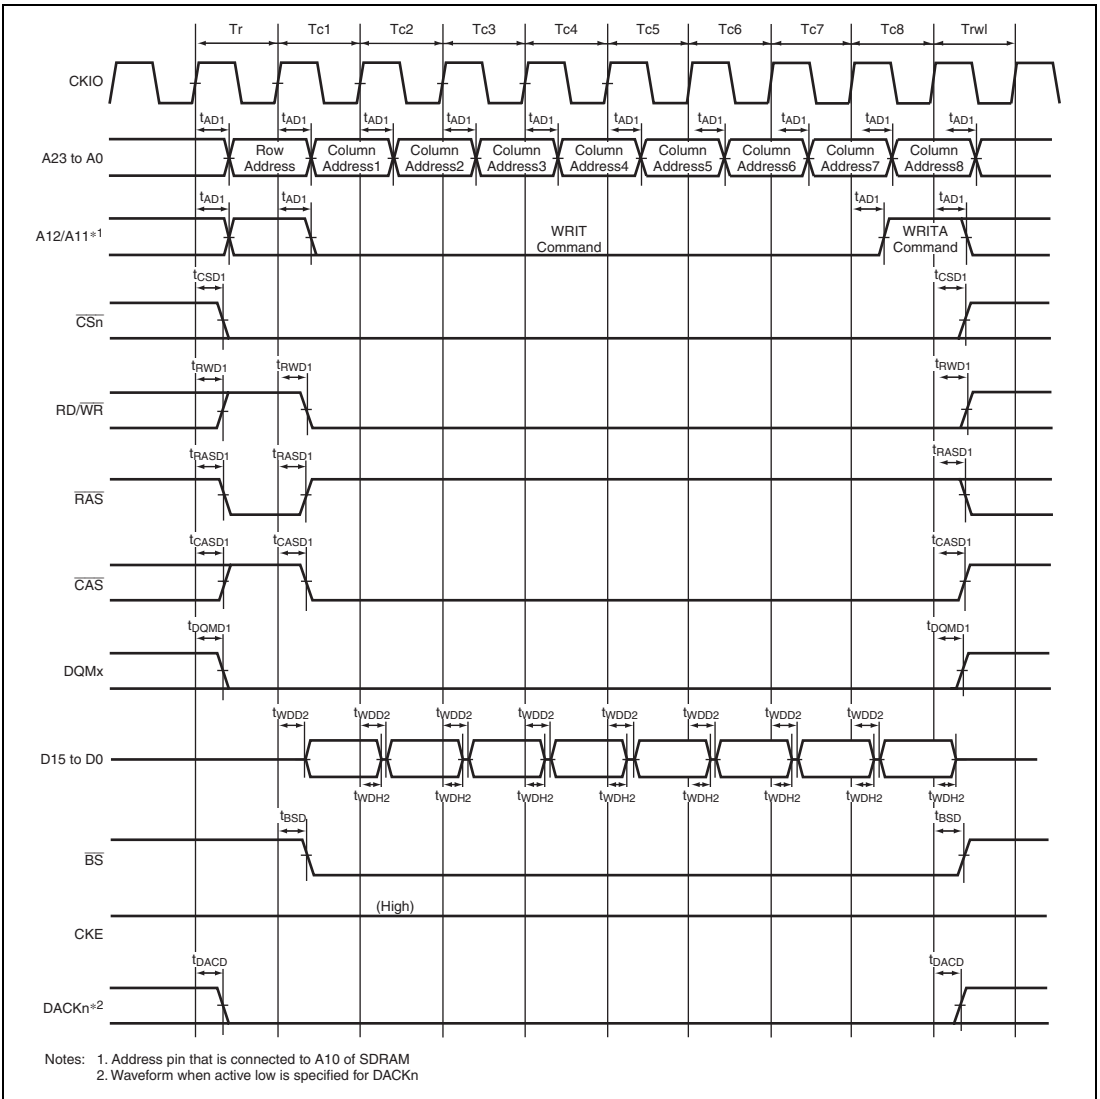 Tr Tc1 Tc2 Tc3 Tc4 Tc5 Tc6 Tc7 Tc8 Trwl
CKIO
tAD1 tAD1 tAD1 tAD1 tAD1 tAD1 tAD1 tAD1 tAD1 tAD1
A23 to A0
Row Address
Column Address1
Column Address2
Column Address3
Column Address4
Column Address5
Column Address6
Column Address7
Column Address8
tAD1 tAD1 tAD1 tAD1
A12/A11*1
WRIT Command
WRITA Command
tCSD1 tCSD1
CSn
tRWD1 tRWD1 tRWD1
RD/WR
tRASD1 tRASD1 tRASD1
RAS
tCASD1 tCASD1 tCASD1
CAS
tDQMD1 tDQMD1
DQMx
tWDD2 tWDD2 tWDD2 tWDD2 tWDD2 tWDD2 tWDD2 tWDD2
D15 to D0
tWDH2 tWDH2 tWDH2 tWDH2 tWDH2 tWDH2 tWDH2 tWDH2
tBSD tBSD
BS
(High)
CKE
tDACD tDACD
DACKn*2
Notes: 1. Address pin that is connected to A10 of SDRAM
2. Waveform when active low is specified for DACKn